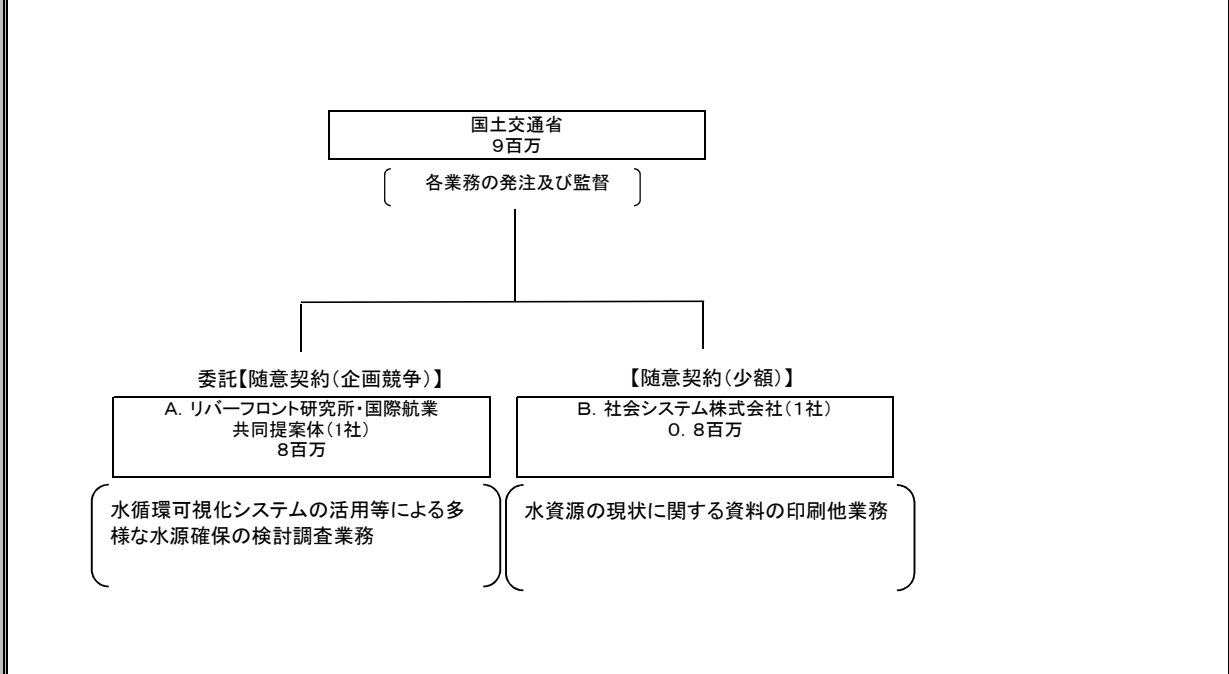 国土交通省
９百万
各業務の発注及び監督
委託【随意契約（企画競争）】
【随意契約（少額）】
A．リバーフロント研究所・国際航業
共同提案体（1社）
８百万
B．社会システム株式会社（１社）
０．８百万
水循環可視化システムの活用等による多
様な水源確保の検討調査業務
水資源の現状に関する資料の印刷他業務